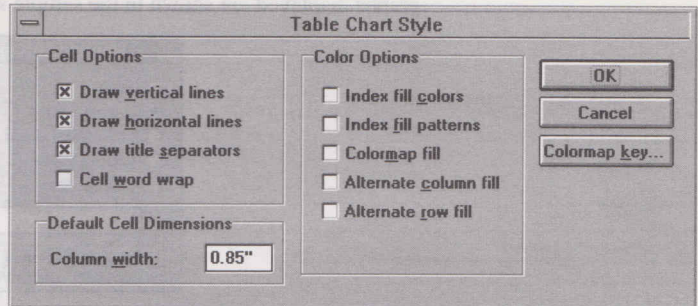 Table Chart Style
Cell Options
Draw vertical lines
Draw horizontal lines
Draw title separators
Cell word wrap
Default Cell Dimensions
Column width: 0.85"
Color Options
Index fill colors
Index fill patterns
Colormap fill
Alternate column fill
Alternate row fill
OK
Cancel
Colormap key...